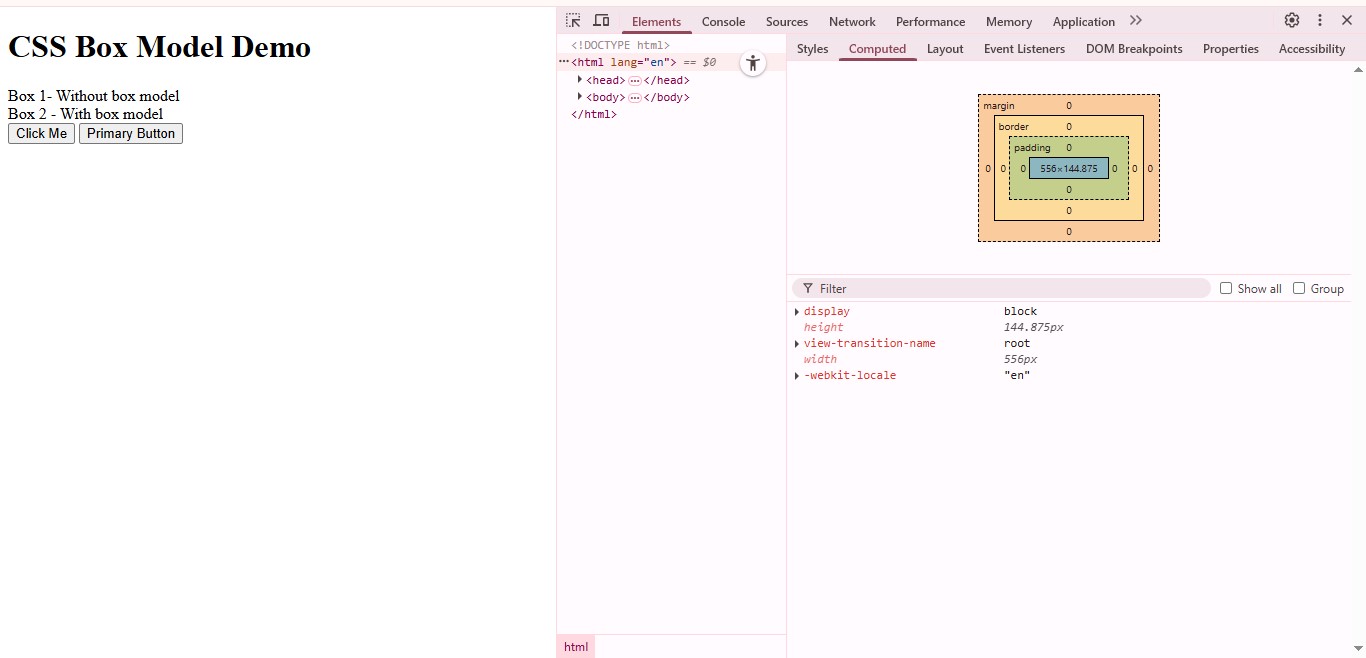 CSS Box Model Demo
Box 1- Without box model
Box 2 - With box model
Click Me Primary Button
Elements Console Sources Network Performance Memory Application
<!DOCTYPE html>
<html lang="en"> == $0
<head> … </head>
<body> … </body>
</html>
html
Styles Computed Layout Event Listeners DOM Breakpoints Properties Accessibility
margin 0
border 0
padding 0
0 0 0 556×144.875 0 0 0
0
0
0
Filter Show all Group
display block
height 144.875px
view-transition-name root
width 556px
-webkit-locale "en"